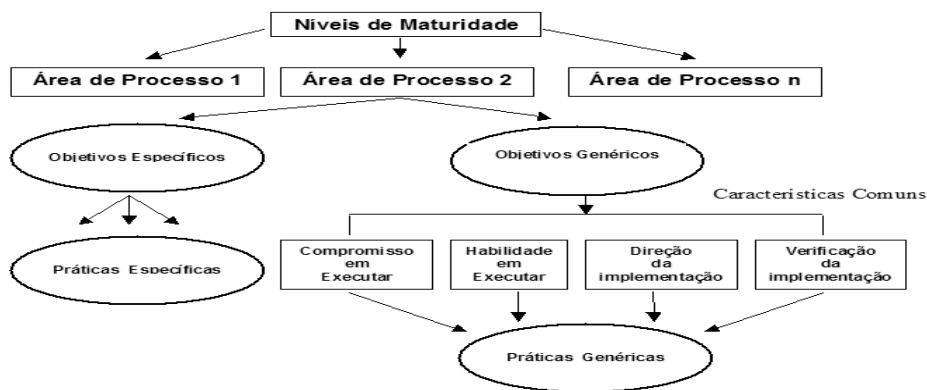 Níveis de Maturidade
Área de Processo 1
Área de Processo 2
Área de Processo n
Objetivos Específicos
Objetivos Genéricos
Características Comuns
Compromisso
em
Executar
Habilidade
em
Executar
Direção
da
implementação
Verificação
da
implementação
Práticas Específicas
Práticas Genéricas